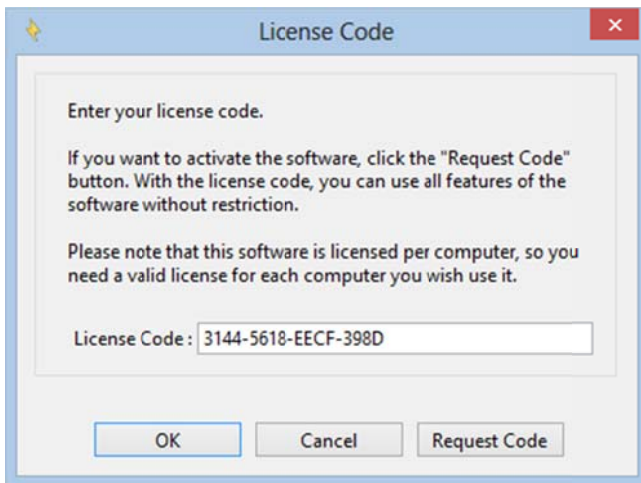 License Code
Enter your license code.
If you want to activate the software, click the "Request Code"
button. With the license code, you can use all features of the
software without restriction.
Please note that this software is licensed per computer, so you
need a valid license for each computer you wish use it.
License Code : 3144-5618-EECF-398D
OK Cancel Request Code